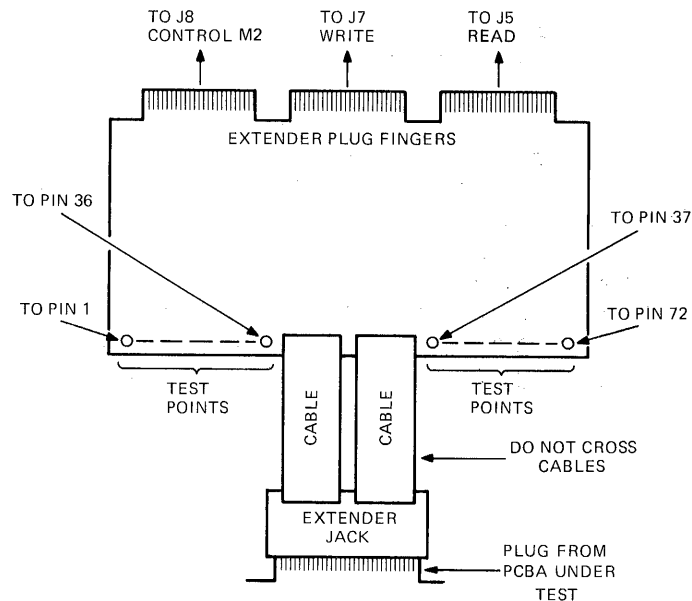 TO J8
CONTROL M2
TO J7
WRITE
TO J5
READ
EXTENDER PLUG FINGERS
TO PIN 36
TO PIN 37
TO PIN 1
TO PIN 72
TEST
POINTS
TEST
POINTS
CABLE
CABLE
DO NOT CROSS
CABLES
EXTENDER
JACK
PLUG FROM
PCBA UNDER
TEST